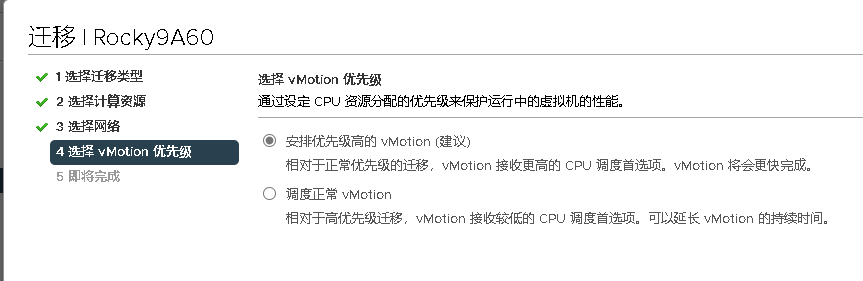 迁移 | Rocky9A60
1 选择迁移类型
2 选择计算资源
3 选择网络
4 选择 vMotion 优先级
5 即将完成
选择 vMotion 优先级
通过设定 CPU 资源分配的优先级来保护运行中的虚拟机的性能。
安排优先级高的 vMotion (建议)
相对于正常优先级的迁移，vMotion 接收更高的 CPU 调度首选项。vMotion 将会更快完成。
调度正常 vMotion
相对于高优先级迁移，vMotion 接收较低的 CPU 调度首选项。可以延长 vMotion 的持续时间。